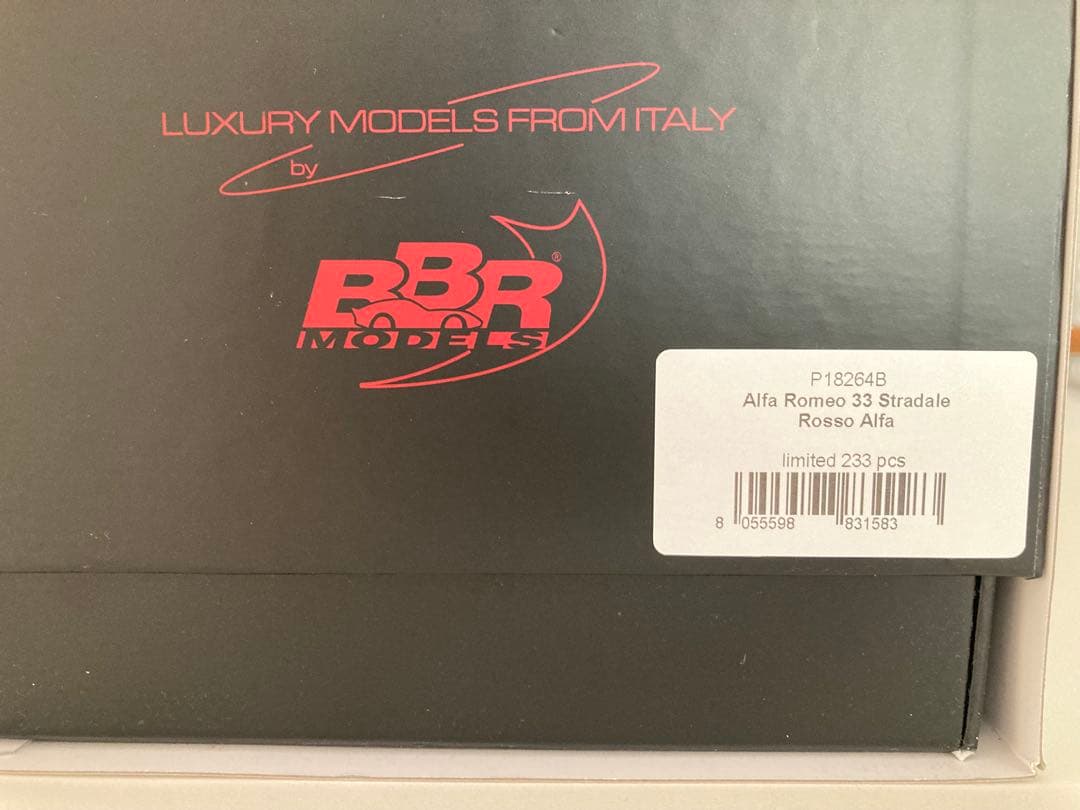 LUXURY MODELS FROM ITALY
by
BBR®
MODELS
P18264B
Alfa Romeo 33 Stradale
Rosso Alfa
limited 233 pcs
8 055598 831583